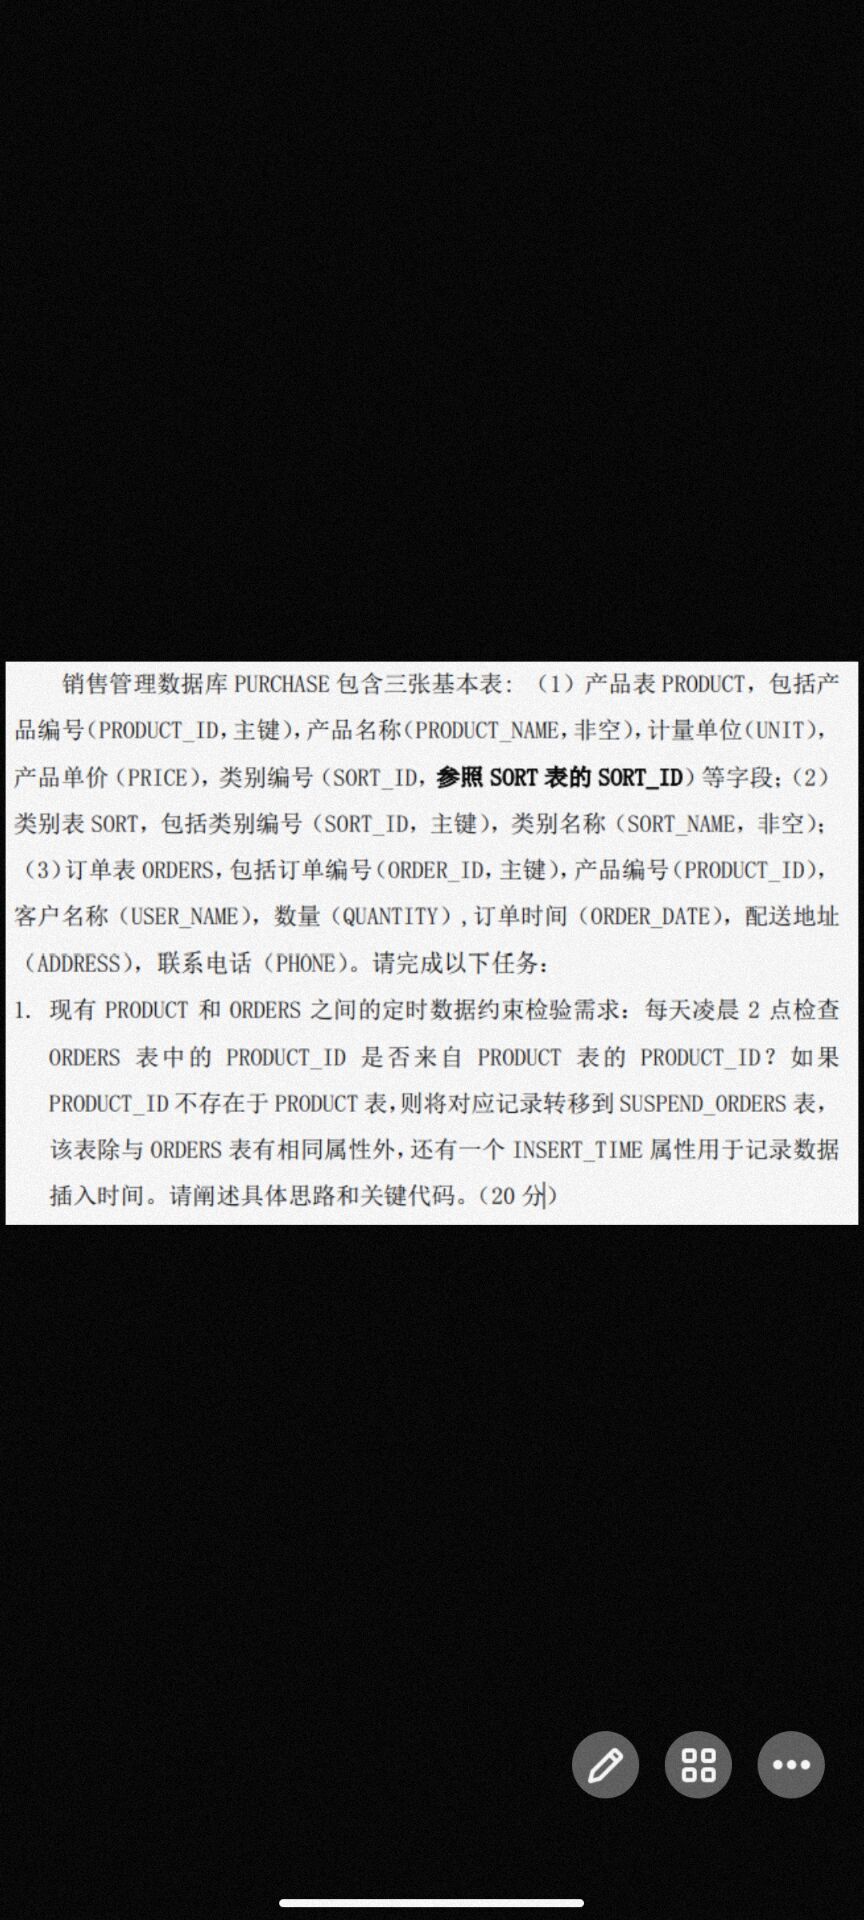 销售管理数据库 PURCHASE 包含三张基本表：（1）产品表 PRODUCT，包括产
品编号(PRODUCT_ID,主键),产品名称(PRODUCT_NAME,非空),计量单位(UNIT),
产品单价（PRICE），类别编号（SORT_ID，参照 SORT 表的 SORT_ID）等字段；（2）
类别表 SORT，包括类别编号（SORT_ID，主键），类别名称（SORT_NAME，非空）；
（3)订单表 ORDERS,包括订单编号(ORDER_ID,主键),产品编号(PRODUCT_ID),
客户名称（USER_NAME），数量（QUANTITY）,订单时间（ORDER_DATE），配送地址
（ADDRESS），联系电话（PHONE）。请完成以下任务：
1. 现有 PRODUCT 和 ORDERS 之间的定时数据约束检验需求：每天凌晨 2 点检查
ORDERS 表中的 PRODUCT_ID 是否来自 PRODUCT 表的 PRODUCT_ID？如果
PRODUCT_ID 不存在于 PRODUCT 表,则将对应记录转移到 SUSPEND_ORDERS 表，
该表除与 ORDERS 表有相同属性外,还有一个 INSERT_TIME 属性用于记录数据
插入时间。请阐述具体思路和关键代码。（20 分）